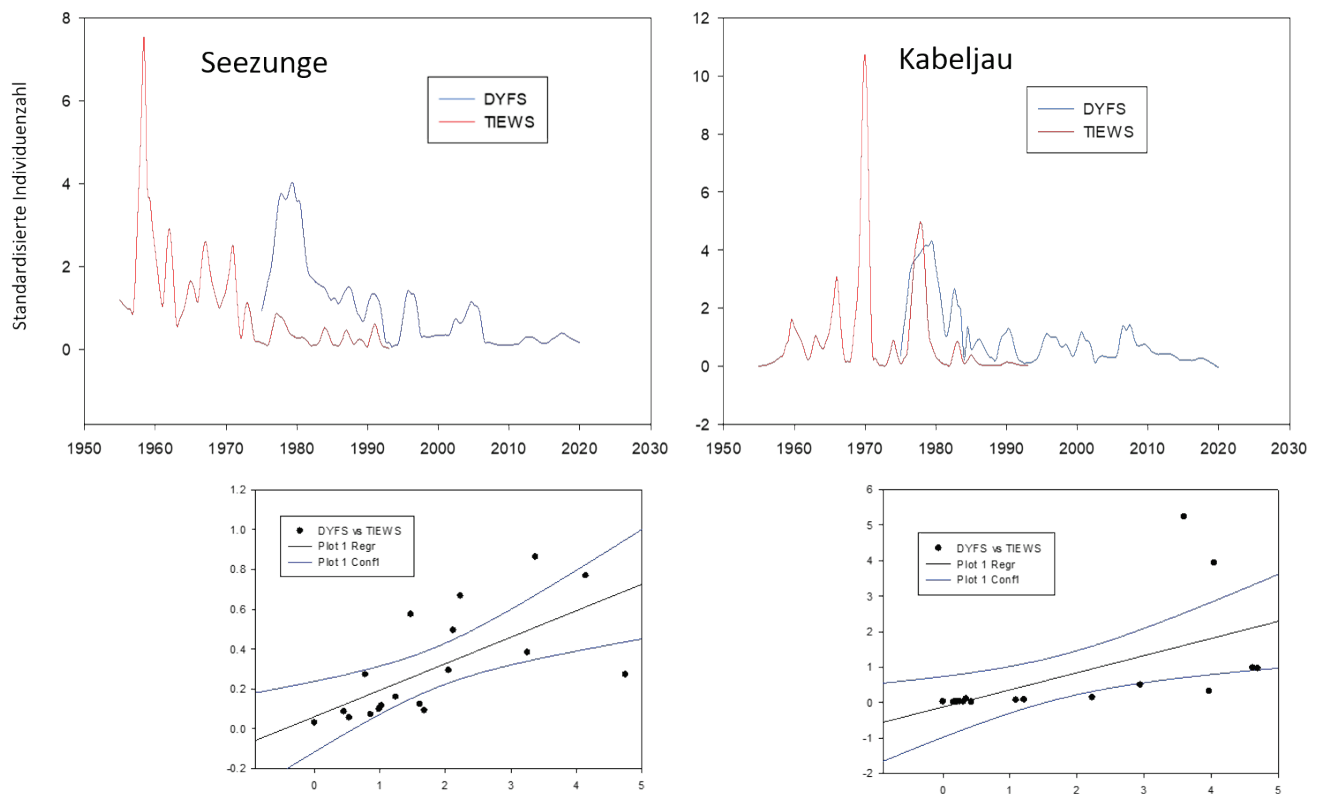 Seezunge
Standardisierte Individuenzahl
8
6
4
2
0
DYFS
TIEWS
1950 1960 1970 1980 1990 2000 2010 2020 2030
Kabeljau
12
10
8
6
4
2
0
-2
DYFS
TIEWS
1950 1960 1970 1980 1990 2000 2010 2020 2030
1.2
1.0
0.8
0.6
0.4
0.2
0.0
-0.2
DYFS vs TIEWS
Plot 1 Regr
Plot 1 Conf1
0 1 2 3 4 5
6
5
4
3
2
1
0
-1
-2
DYFS vs TIEWS
Plot 1 Regr
Plot 1 Conf1
0 1 2 3 4 5